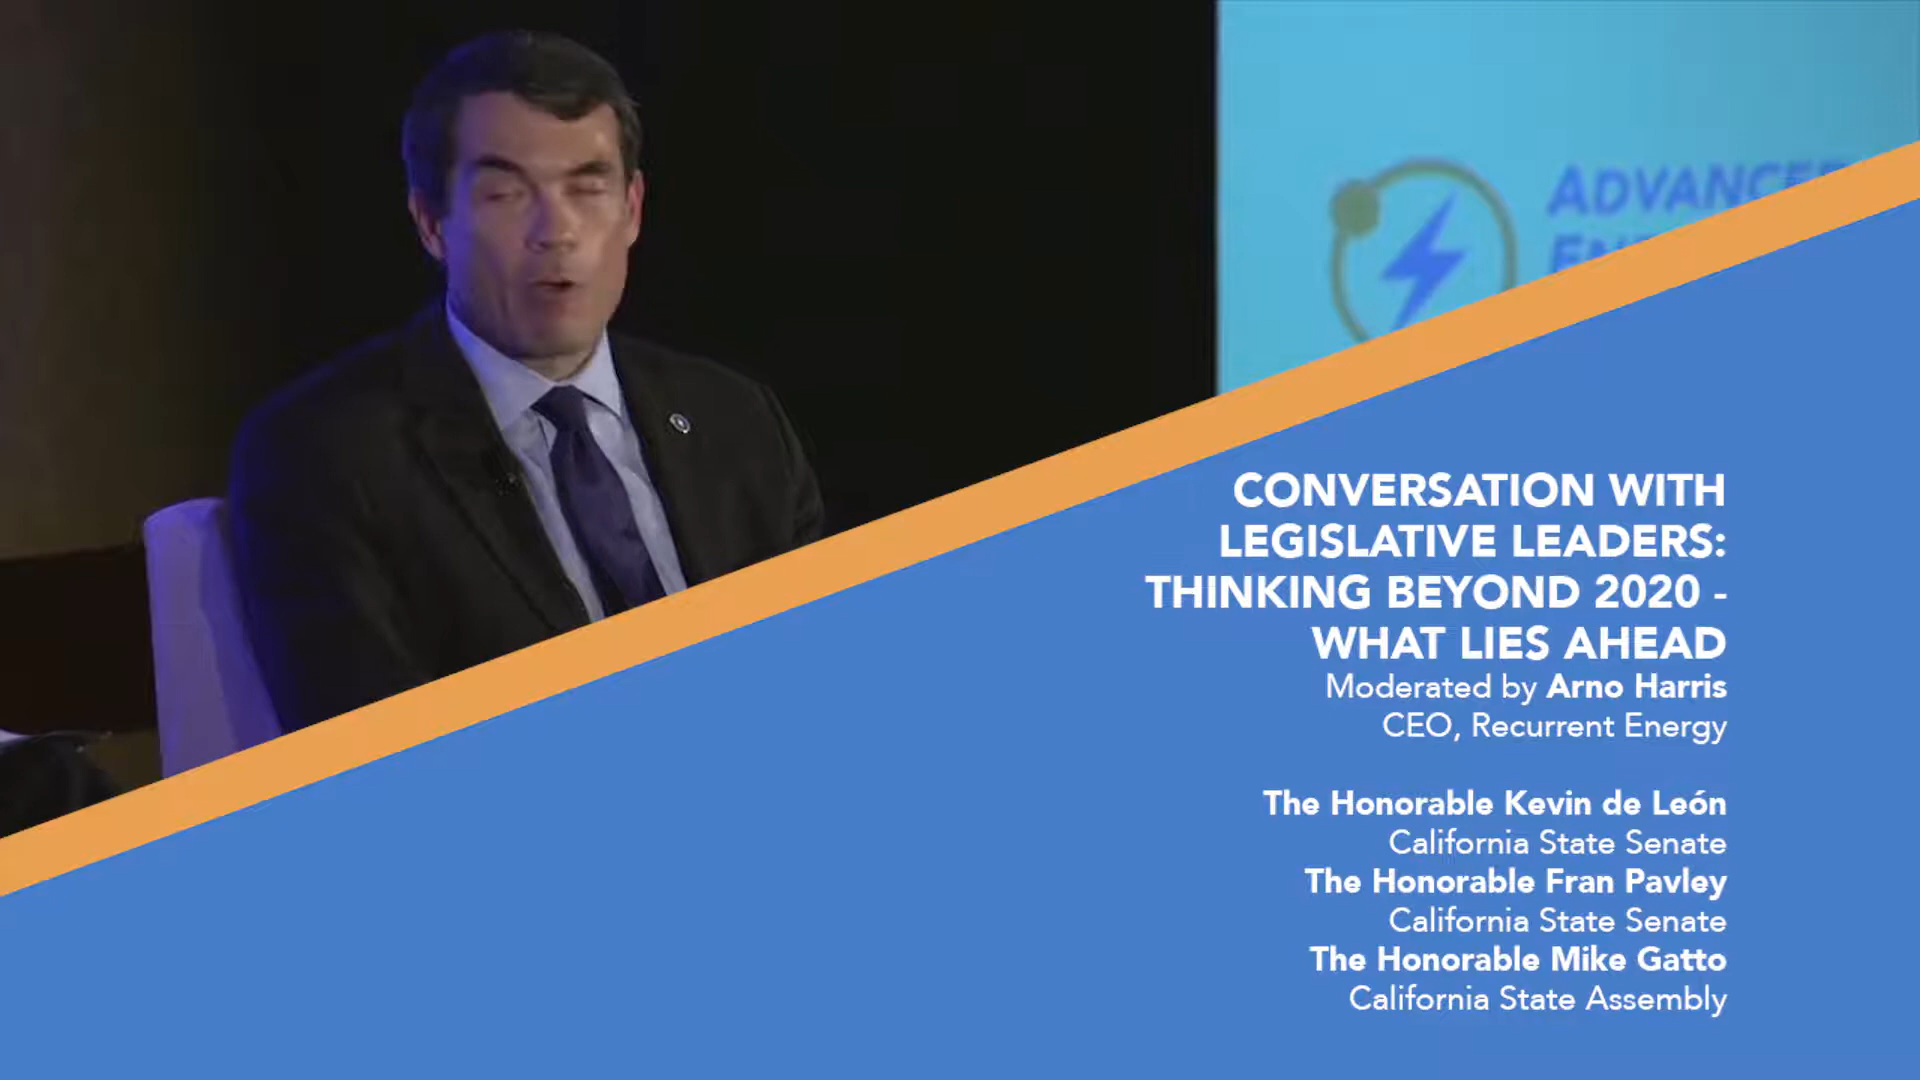 ADVANCED
CONVERSATION WITH
LEGISLATIVE LEADERS:
THINKING BEYOND 2020 -
WHAT LIES AHEAD
Moderated by Arno Harris
CEO, Recurrent Energy
The Honorable Kevin de León
California State Senate
The Honorable Fran Pavley
California State Senate
The Honorable Mike Gatto
California State Assembly